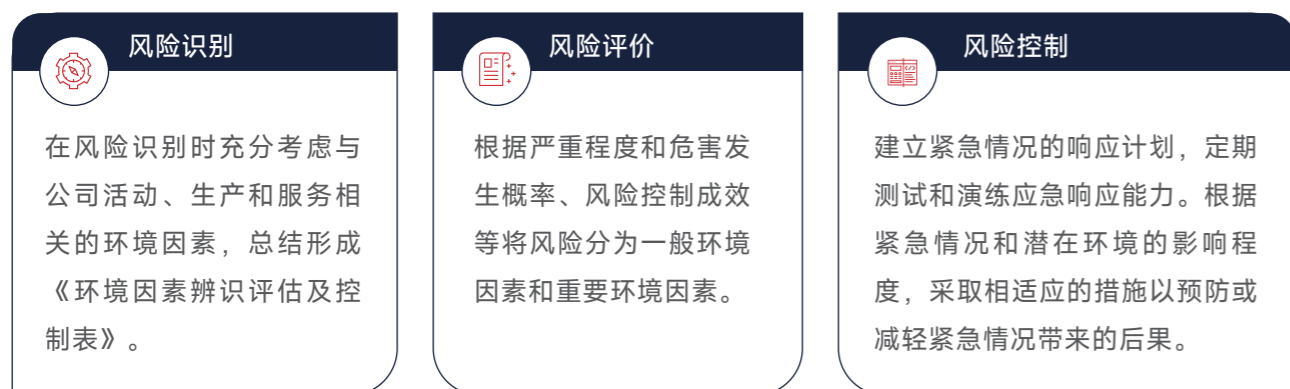 风险识别
在风险识别时充分考虑与
公司活动、生产和服务相
关的环境因素，总结形成
《环境因素辨识评估及控
制表》。
风险评价
根据严重程度和危害发
生概率、风险控制成效
等将风险分为一般环境
因素和重要环境因素。
风险控制
建立紧急情况的响应计划，定期
测试和演练应急响应能力。根据
紧急情况和潜在环境的影响程
度，采取相适应的措施以预防或
减轻紧急情况带来的后果。